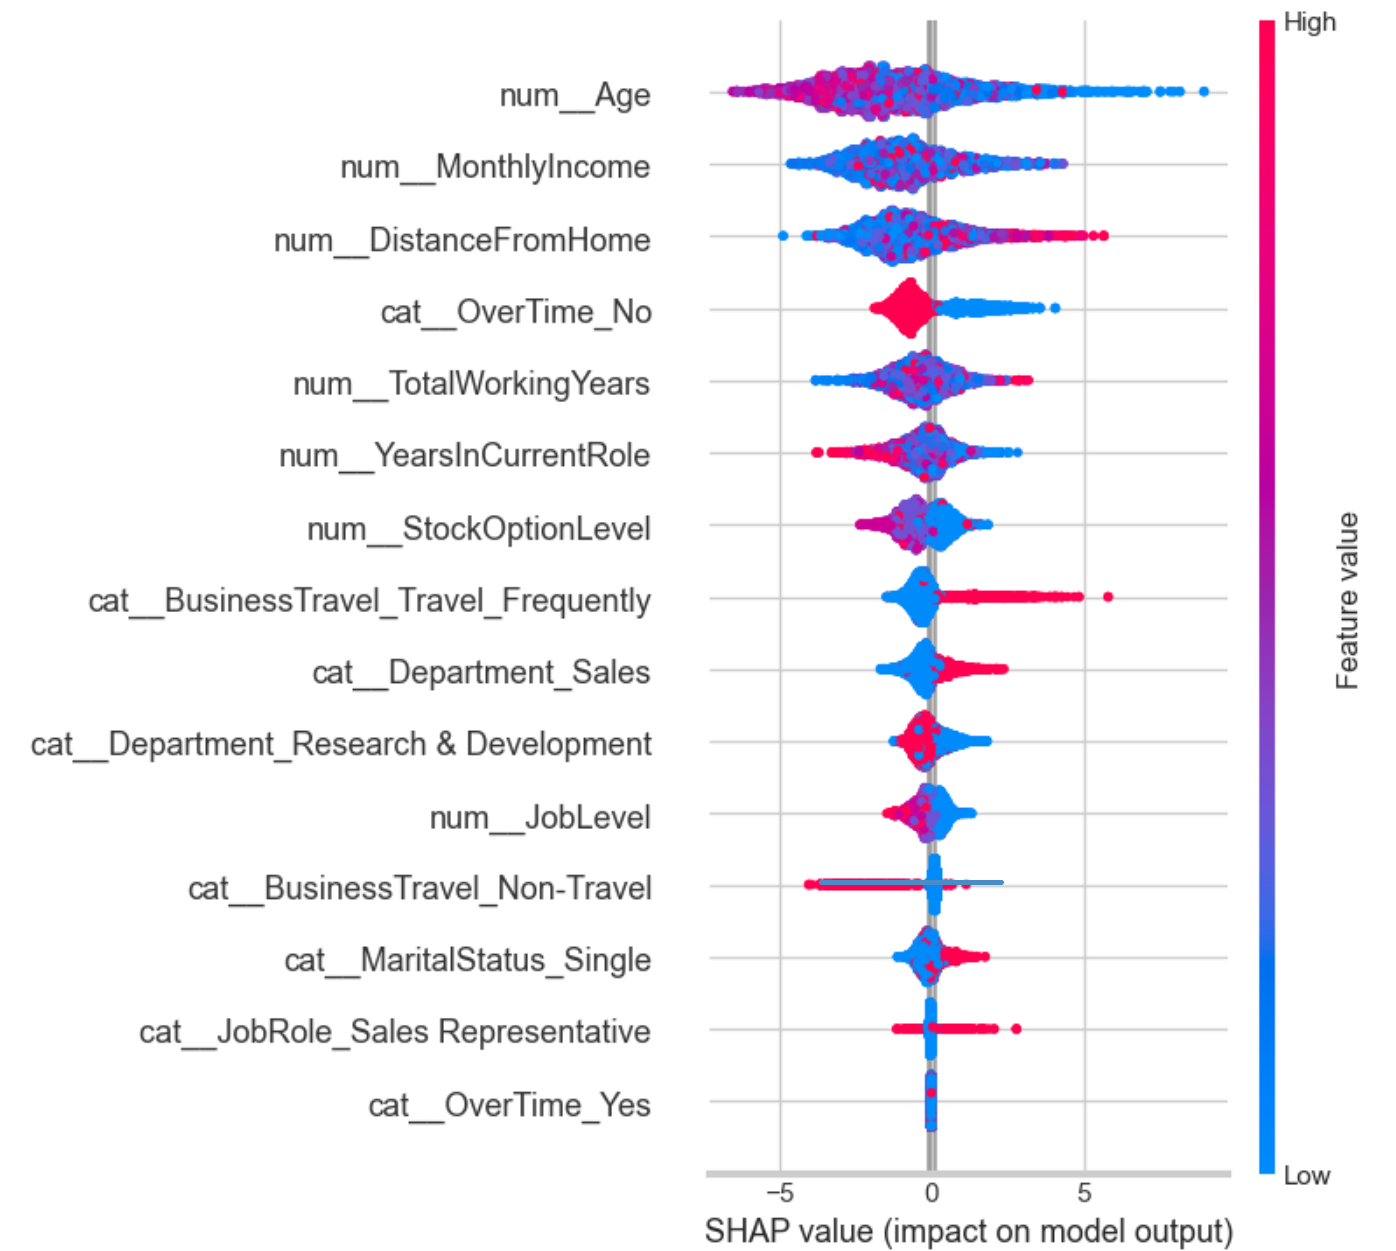 High
num__Age
num__MonthlyIncome
num__DistanceFromHome
cat__OverTime_No
num__TotalWorkingYears
num__YearsInCurrentRole
num__StockOptionLevel
cat__BusinessTravel_Travel_Frequently
cat__Department_Sales
cat__Department_Research & Development
num__JobLevel
cat__BusinessTravel_Non-Travel
cat__MaritalStatus_Single
cat__JobRole_Sales Representative
cat__OverTime_Yes
Feature value
Low
−5 0 5
SHAP value (impact on model output)